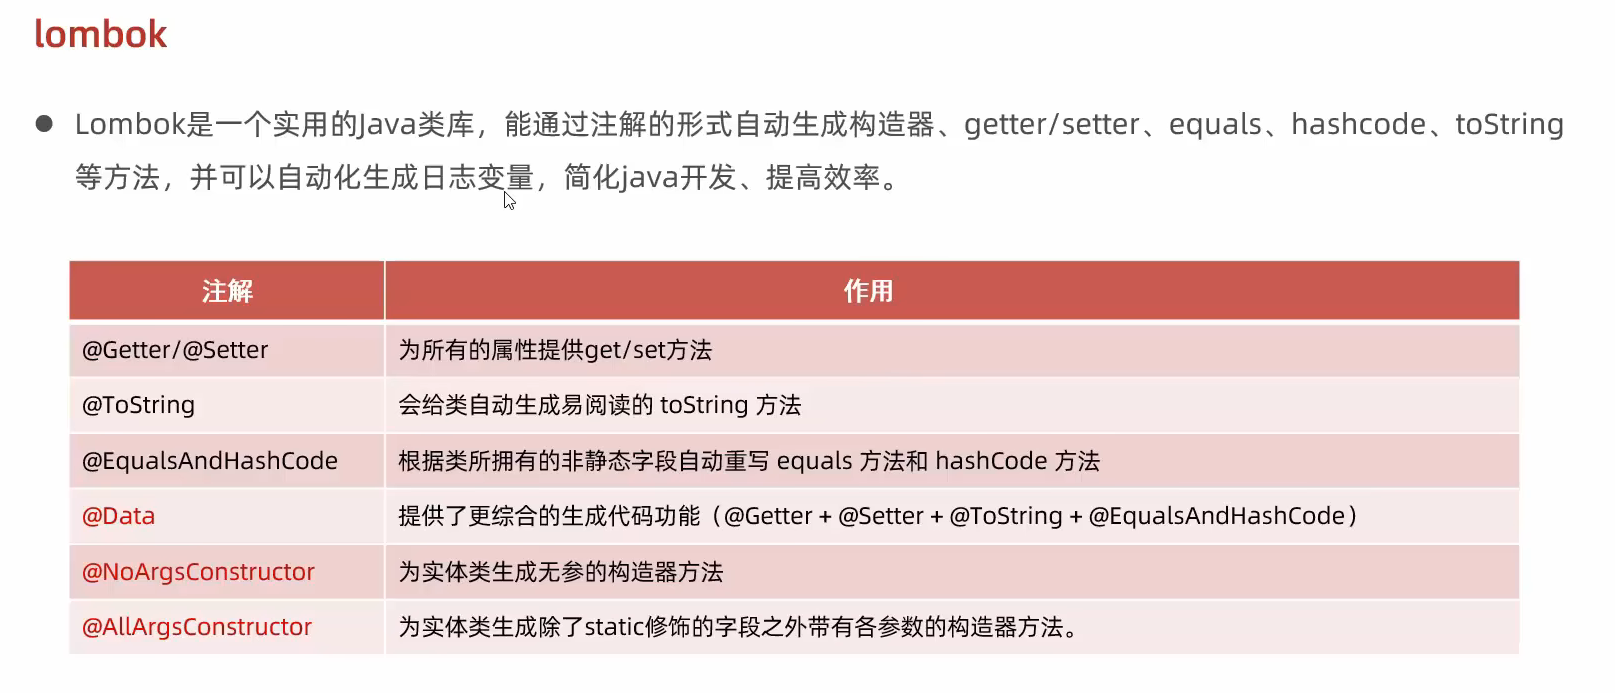 lombok
● Lombok是一个实用的Java类库，能通过注解的形式自动生成构造器、getter/setter、equals、hashcode、toString
等方法，并可以自动化生成日志变量，简化java开发、提高效率。
注解 作用
@Getter/@Setter 为所有的属性提供get/set方法
@ToString 会给类自动生成易阅读的 toString 方法
@EqualsAndHashCode 根据类所拥有的非静态字段自动重写 equals 方法和 hashCode 方法
@Data 提供了更综合的生成代码功能（@Getter + @Setter + @ToString + @EqualsAndHashCode）
@NoArgsConstructor 为实体类生成无参的构造器方法
@AllArgsConstructor 为实体类生成除了static修饰的字段之外带有各参数的构造器方法。